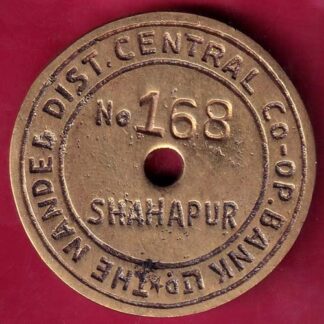 THE NANDED DIST. CENTRAL CO-OP. BANK LTD.
No 168
SHAHAPUR